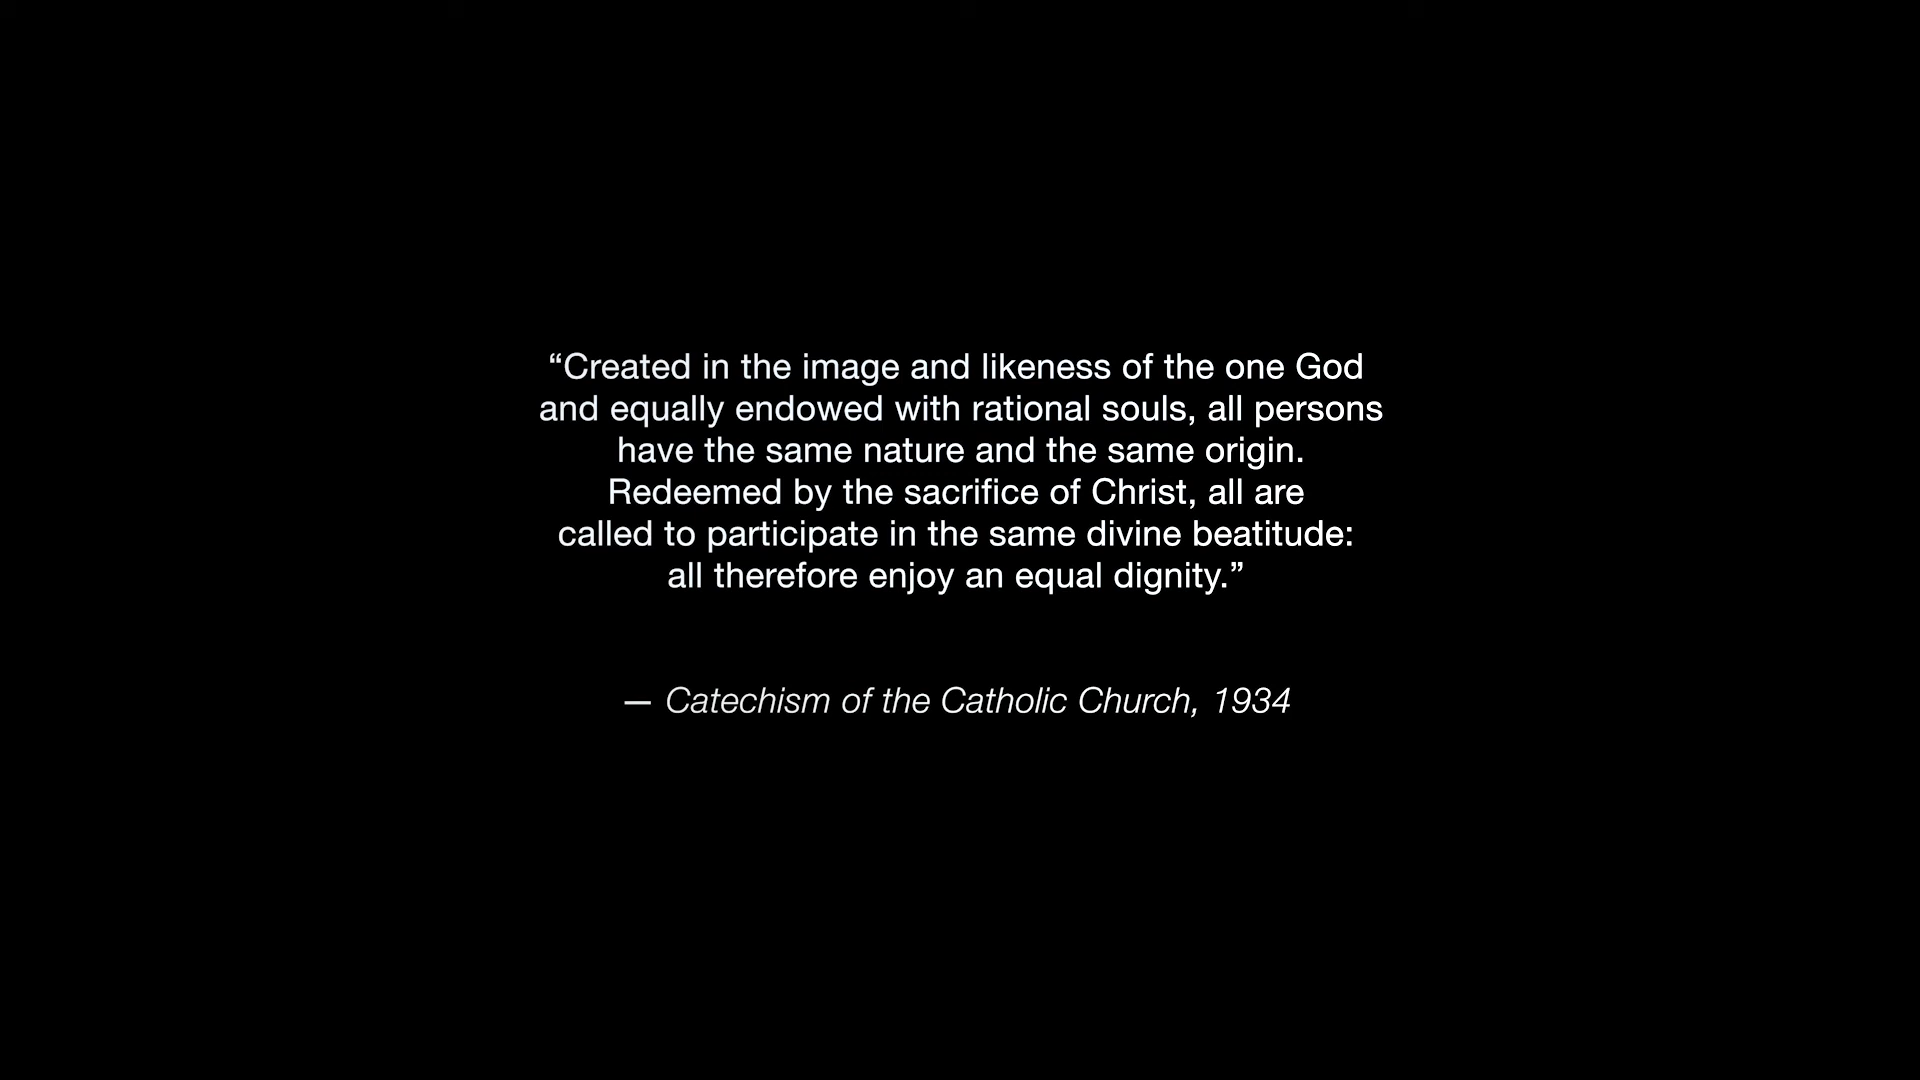 “Created in the image and likeness of the one God
and equally endowed with rational souls, all persons
have the same nature and the same origin.
Redeemed by the sacrifice of Christ, all are
called to participate in the same divine beatitude:
all therefore enjoy an equal dignity.”
— Catechism of the Catholic Church, 1934